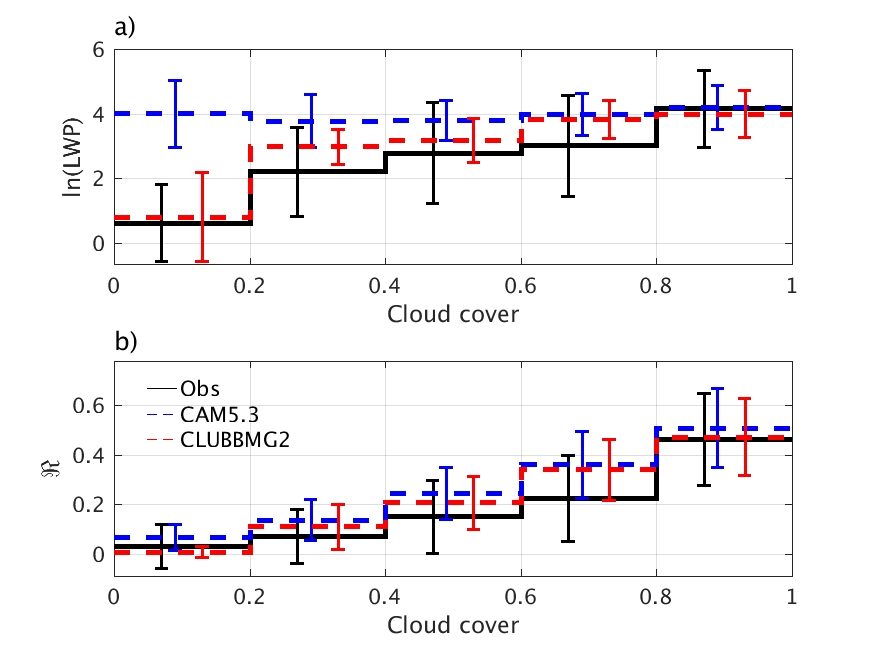 a)
6
4
2
0
ln(LWP)
0 0.2 0.4 0.6 0.8 1
Cloud cover
b)
0.6
0.4
0.2
0
ℜ
Obs
CAM5.3
CLUBBMG2
0 0.2 0.4 0.6 0.8 1
Cloud cover